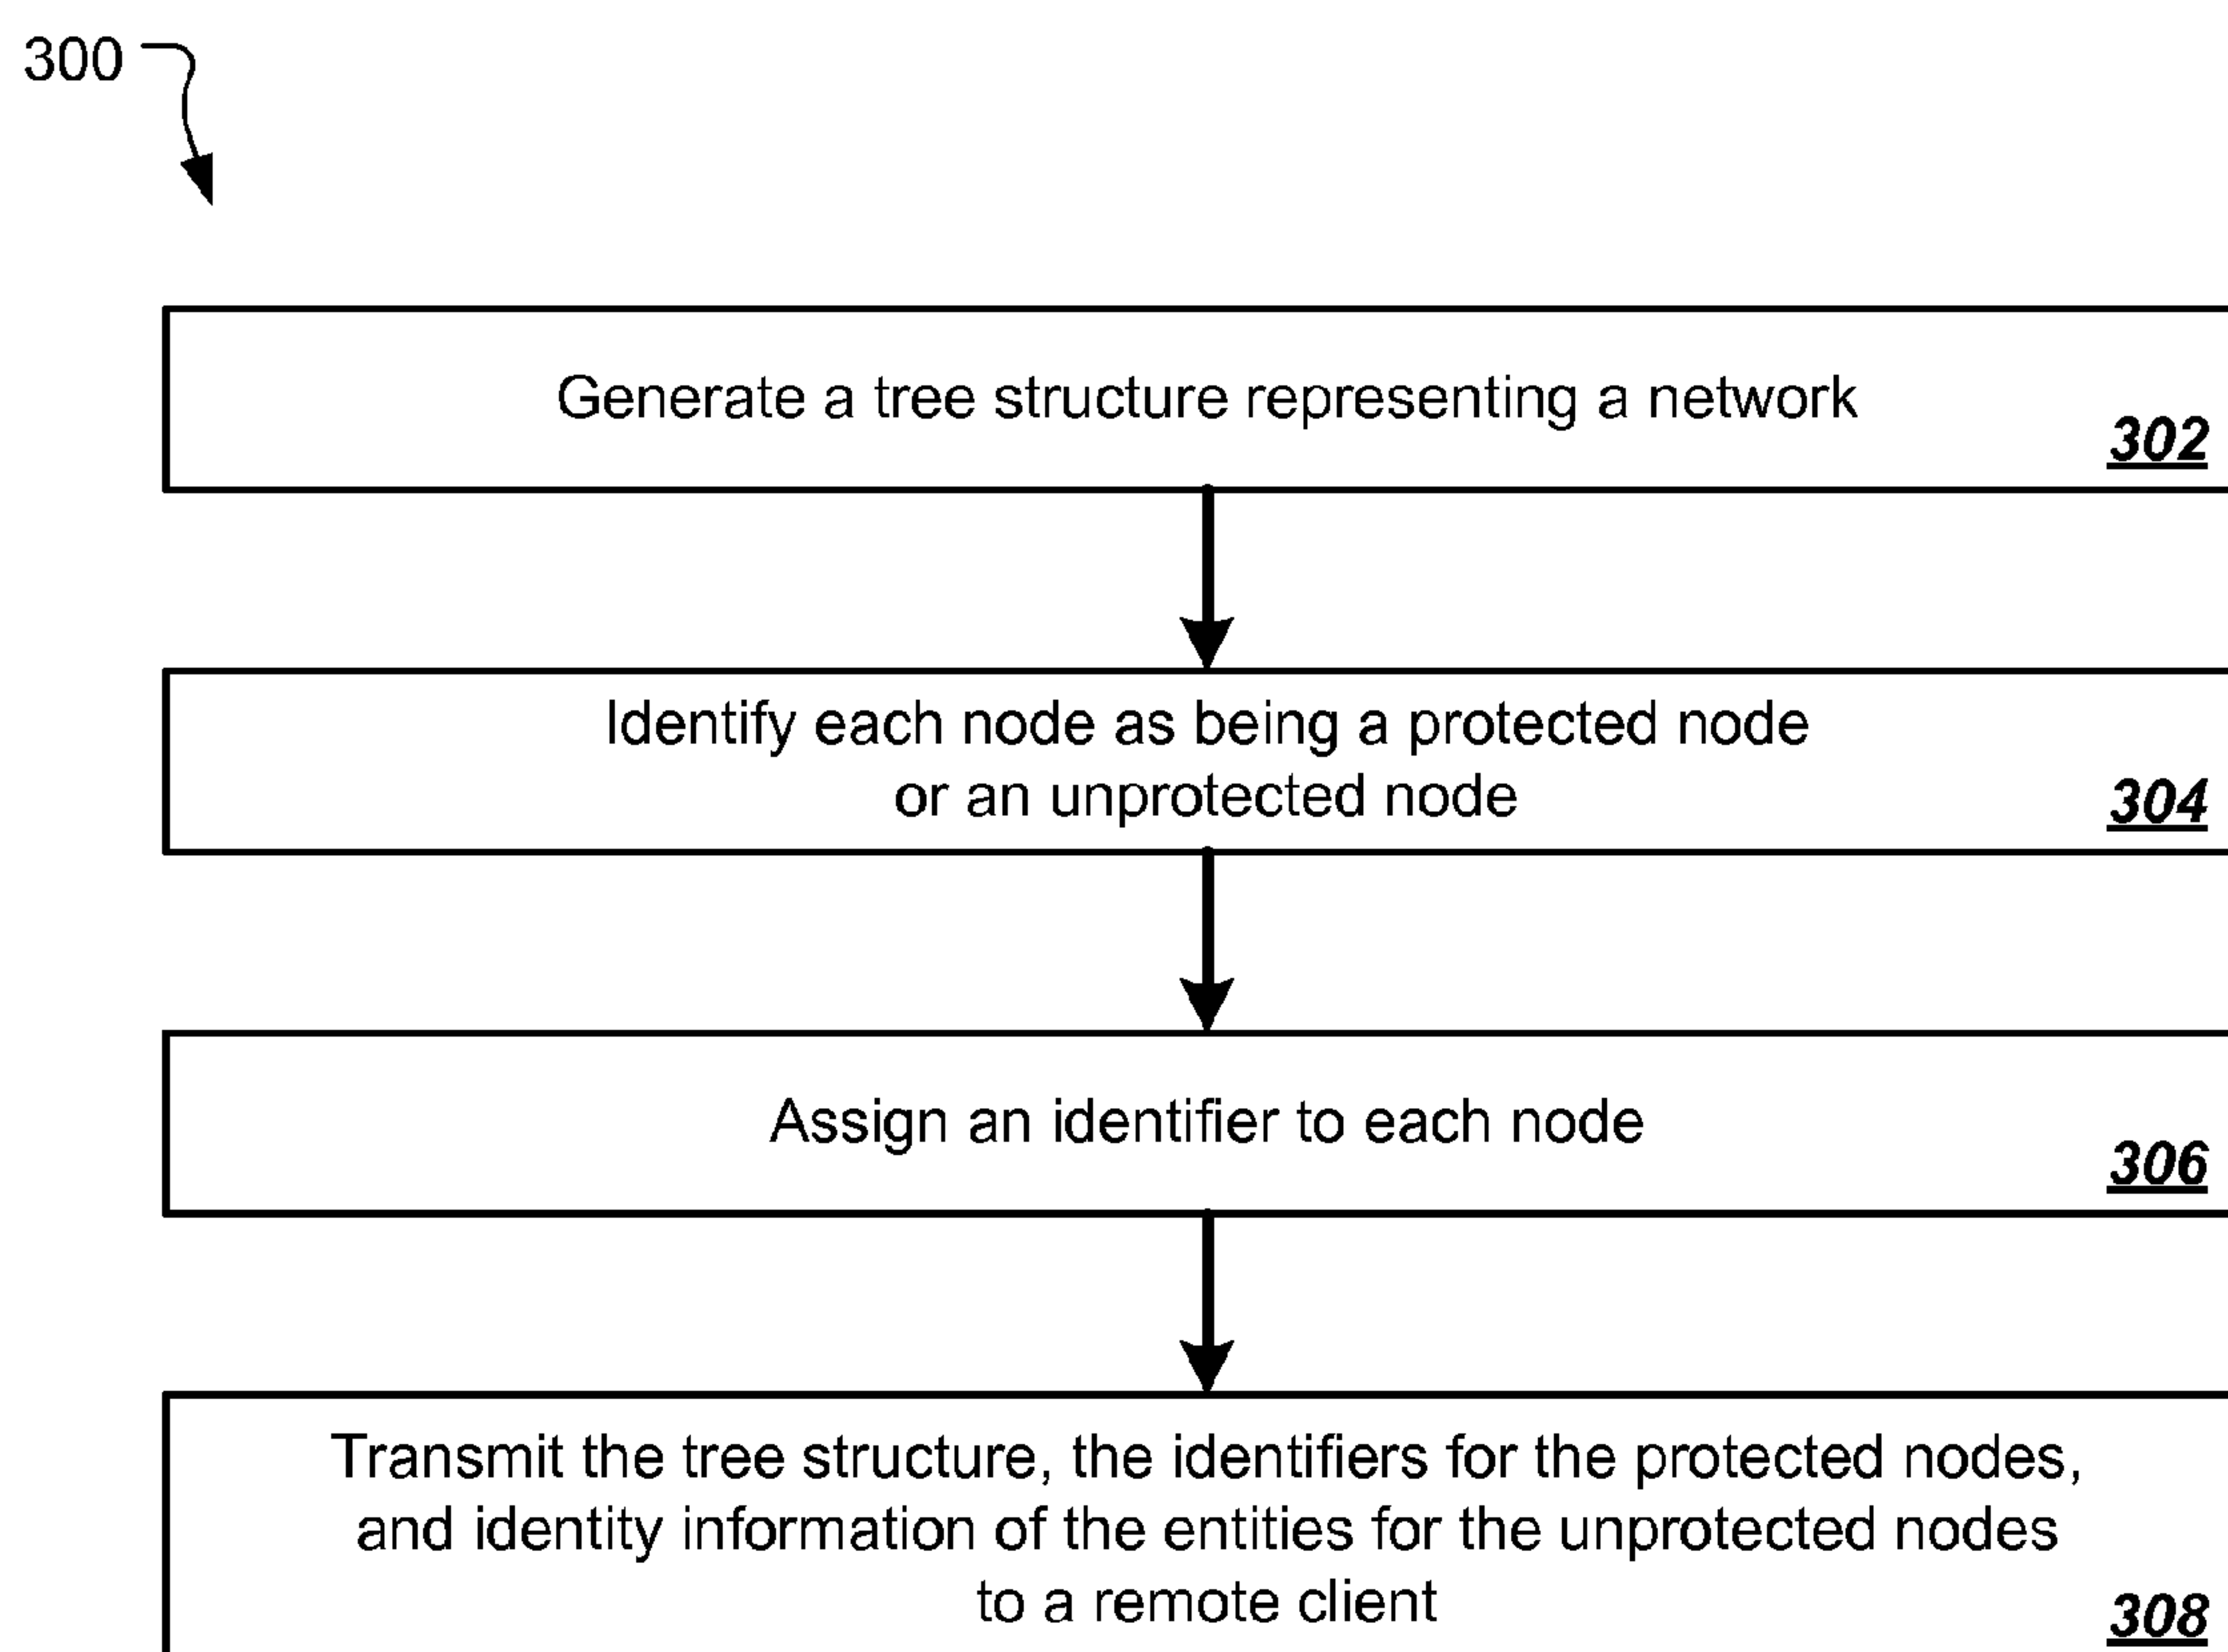 300
Generate a tree structure representing a network
302
Identify each node as being a protected node
or an unprotected node
304
Assign an identifier to each node
306
Transmit the tree structure, the identifiers for the protected nodes,
and identity information of the entities for the unprotected nodes
to a remote client
308